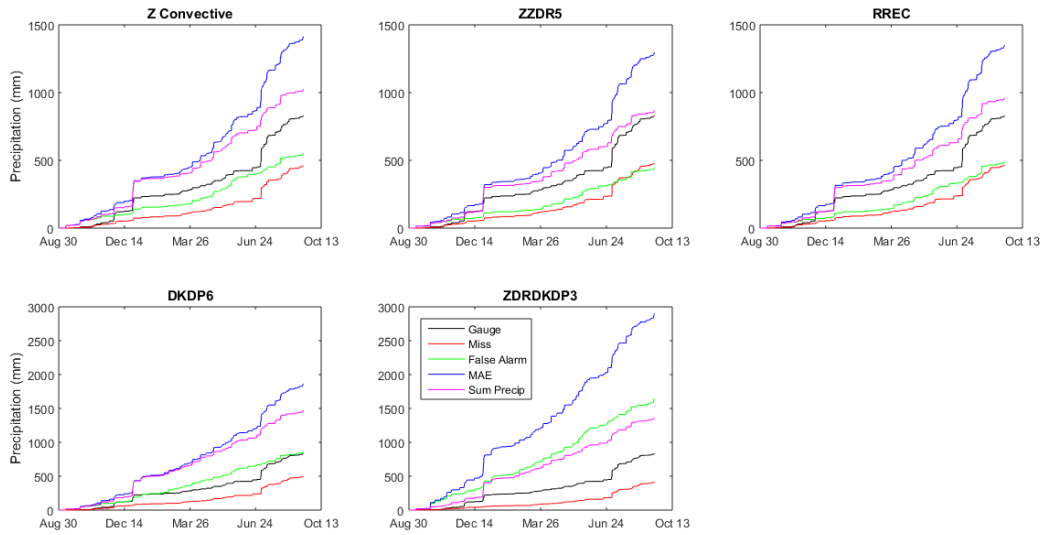 Z Convective
ZZDR5
RREC
Precipitation (mm)
1500
1000
500
0
Aug 30 Dec 14 Mar 26 Jun 24 Oct 13
1500
1000
500
0
Aug 30 Dec 14 Mar 26 Jun 24 Oct 13
1500
1000
500
0
Aug 30 Dec 14 Mar 26 Jun 24 Oct 13
DKDP6
ZDRDKDP3
Precipitation (mm)
3000
2500
2000
1500
1000
500
0
Aug 30 Dec 14 Mar 26 Jun 24 Oct 13
3000
2500
2000
1500
1000
500
0
Gauge
Miss
False Alarm
MAE
Sum Precip
Aug 30 Dec 14 Mar 26 Jun 24 Oct 13